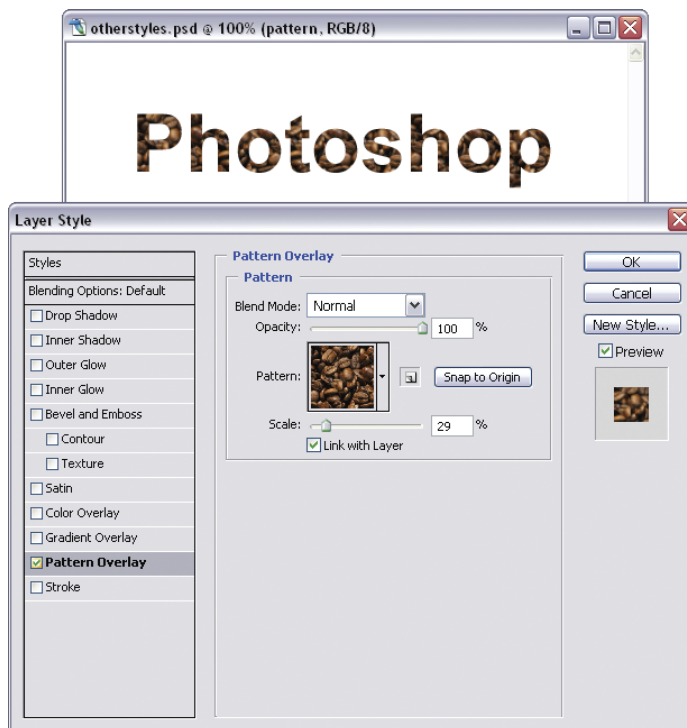 otherstyles.psd @ 100% (pattern, RGB/8)
Photoshop
Layer Style
Styles
Blending Options: Default
Drop Shadow
Inner Shadow
Outer Glow
Inner Glow
Bevel and Emboss
Contour
Texture
Satin
Color Overlay
Gradient Overlay
Pattern Overlay
Stroke
Pattern Overlay
Pattern
Blend Mode: Normal
Opacity: 100 %
Pattern: Snap to Origin
Scale: 29 %
Link with Layer
OK
Cancel
New Style...
Preview